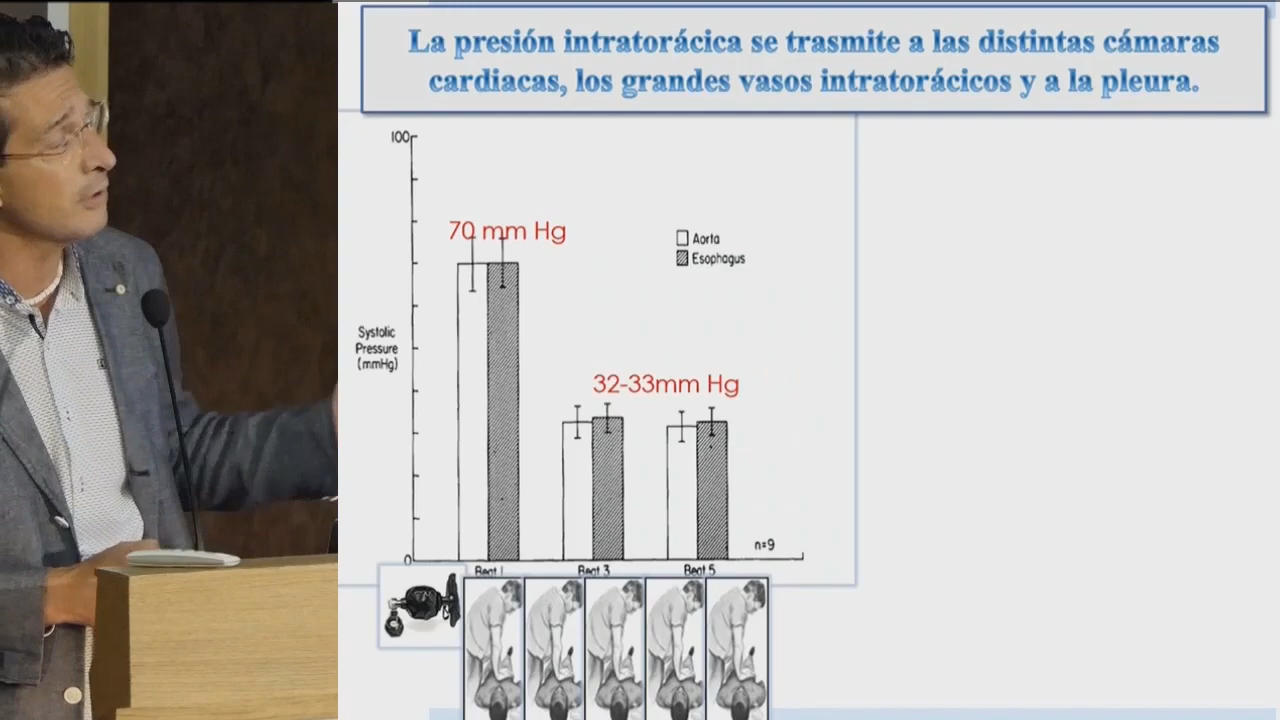 La presión intratorácica se trasmite a las distintas cámaras
cardiacas, los grandes vasos intratorácicos y a la pleura.
100
70 mm Hg
Aorta
Esophagus
Systolic
Pressure
(mmHg)
32-33mm Hg
n=9
0
Beat 1
Beat 3
Beat 5